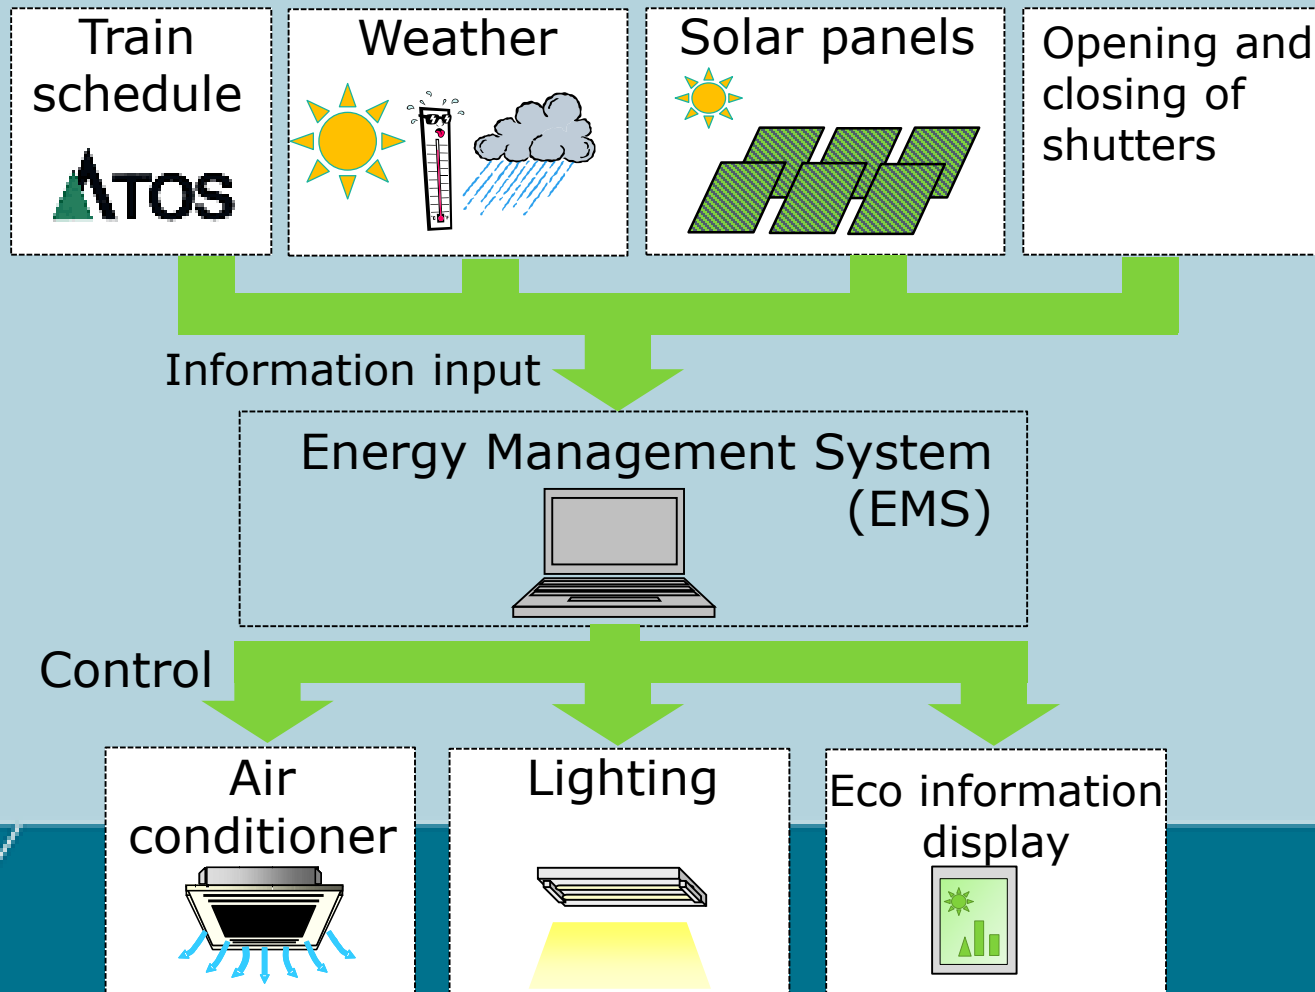 Train
schedule
ATOS
Weather
Solar panels
Opening and
closing of
shutters
Information input
Energy Management System
(EMS)
Control
Air
conditioner
Lighting
Eco information
display